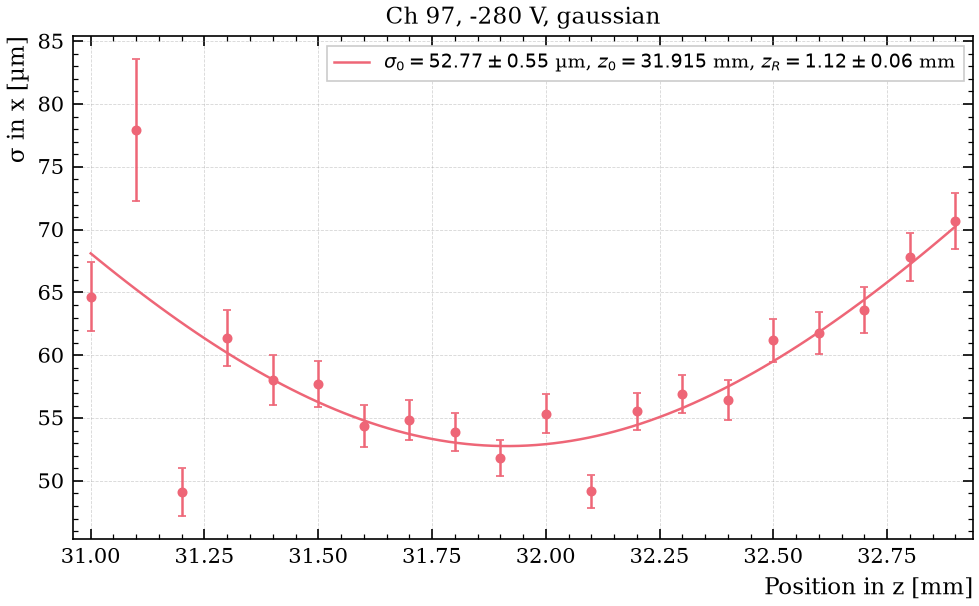 Ch 97, -280 V, gaussian
σ₀ = 52.77 ± 0.55 µm, z₀ = 31.915 mm, z_R = 1.12 ± 0.06 mm
σ in x [µm]
85
80
75
70
65
60
55
50
31.00 31.25 31.50 31.75 32.00 32.25 32.50 32.75
Position in z [mm]